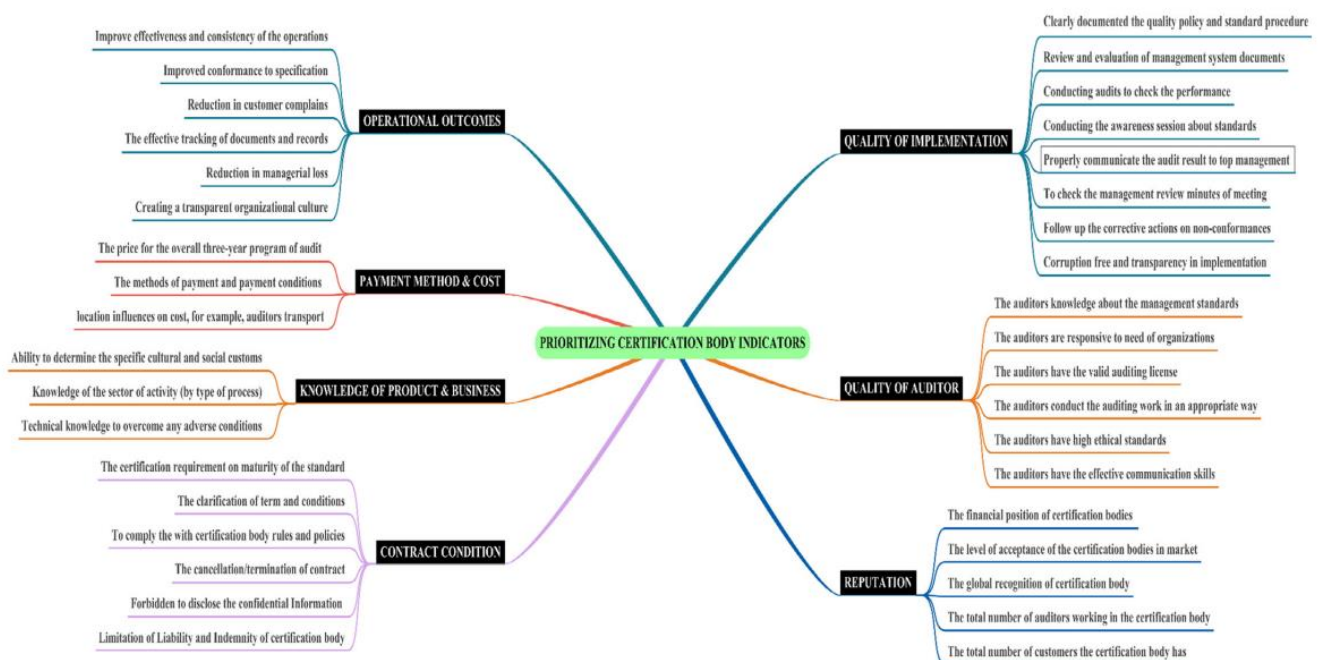 Improve effectiveness and consistency of the operations
Improved conformance to specification
Reduction in customer complains
The effective tracking of documents and records
Reduction in managerial loss
Creating a transparent organizational culture
OPERATIONAL OUTCOMES
The price for the overall three-year program of audit
The methods of payment and payment conditions
location influences on cost, for example, auditors transport
PAYMENT METHOD & COST
Ability to determine the specific cultural and social customs
Knowledge of the sector of activity (by type of process)
Technical knowledge to overcome any adverse conditions
KNOWLEDGE OF PRODUCT & BUSINESS
The certification requirement on maturity of the standard
The clarification of term and conditions
To comply the with certification body rules and policies
The cancellation/termination of contract
Forbidden to disclose the confidential Information
Limitation of Liability and Indemnity of certification body
CONTRACT CONDITION
PRIORITIZING CERTIFICATION BODY INDICATORS
QUALITY OF IMPLEMENTATION
Clearly documented the quality policy and standard procedure
Review and evaluation of management system documents
Conducting audits to check the performance
Conducting the awareness session about standards
Properly communicate the audit result to top management
To check the management review minutes of meeting
Follow up the corrective actions on non-conformances
Corruption free and transparency in implementation
QUALITY OF AUDITOR
The auditors knowledge about the management standards
The auditors are responsive to need of organizations
The auditors have the valid auditing license
The auditors conduct the auditing work in an appropriate way
The auditors have high ethical standards
The auditors have the effective communication skills
REPUTATION
The financial position of certification bodies
The level of acceptance of the certification bodies in market
The global recognition of certification body
The total number of auditors working in the certification body
The total number of customers the certification body has